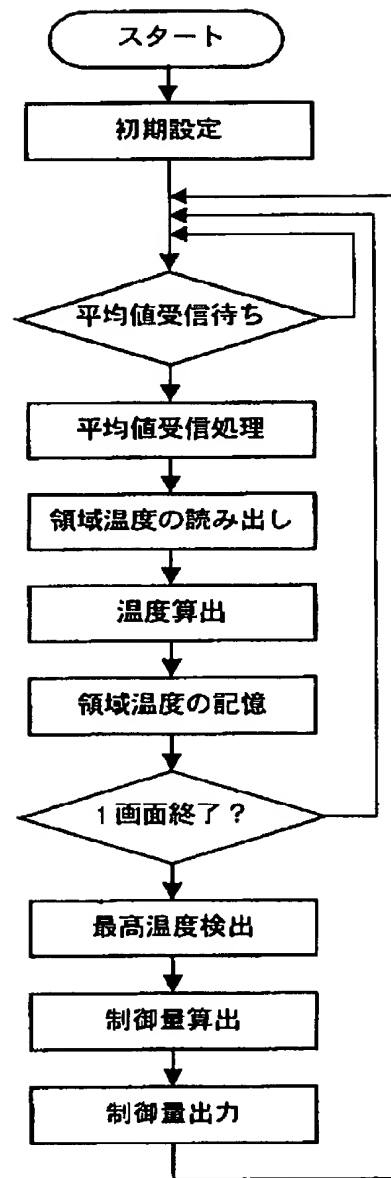 スタート
初期設定
平均値受信待ち
平均値受信処理
領域温度の読み出し
温度算出
領域温度の記憶
1画面終了？
最高温度検出
制御量算出
制御量出力